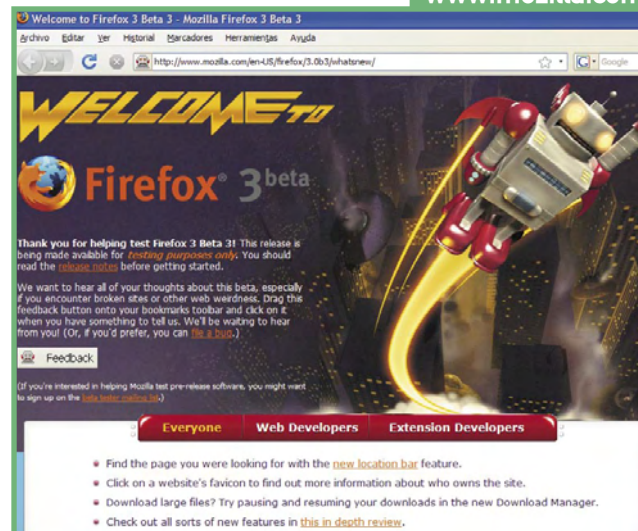 www.mozilla.com
Welcome to Firefox 3 Beta 3 - Mozilla Firefox 3 Beta 3
Archivo Editar Ver Historial Marcadores Herramientas Ayuda
http://www.mozilla.com/en-US/firefox/3.0b3/whatsnew/
G Google
WELCOME TO
Firefox® 3 beta
Thank you for helping test Firefox 3 Beta 3! This release is
being made available for testing purposes only. You should
read the release notes before getting started.
We want to hear all of your thoughts about this beta, especially
if you encounter broken sites or other web weirdness. Drag this
feedback button onto your bookmarks toolbar and click on it
when you have something to tell us. We'll be waiting to hear
from you! (Or, if you'd prefer, you can file a bug.)
Feedback
(If you're interested in helping Mozilla test pre-release software, you might want
to sign up on the beta tester mailing list.)
Everyone Web Developers Extension Developers
Find the page you were looking for with the new location bar feature.
Click on a website's favicon to find out more information about who owns the site.
Download large files? Try pausing and resuming your downloads in the new Download Manager.
Check out all sorts of new features in this in depth review.